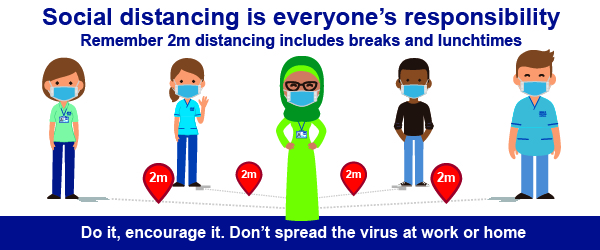 Social distancing is everyone’s responsibility
Remember 2m distancing includes breaks and lunchtimes
2m
2m
2m
2m
Do it, encourage it. Don’t spread the virus at work or home